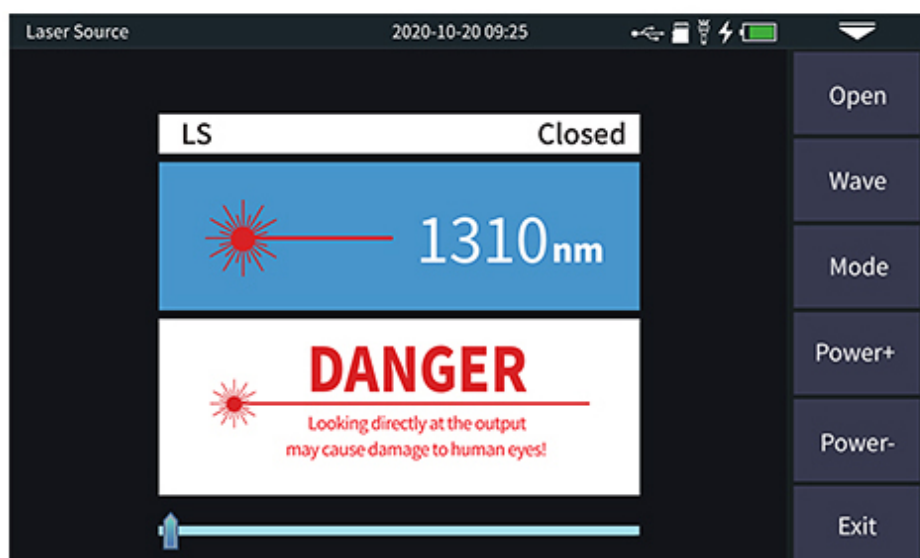 Laser Source 2020-10-20 09:25
LS Closed
1310nm
DANGER
Looking directly at the output
may cause damage to human eyes!
Open
Wave
Mode
Power+
Power-
Exit